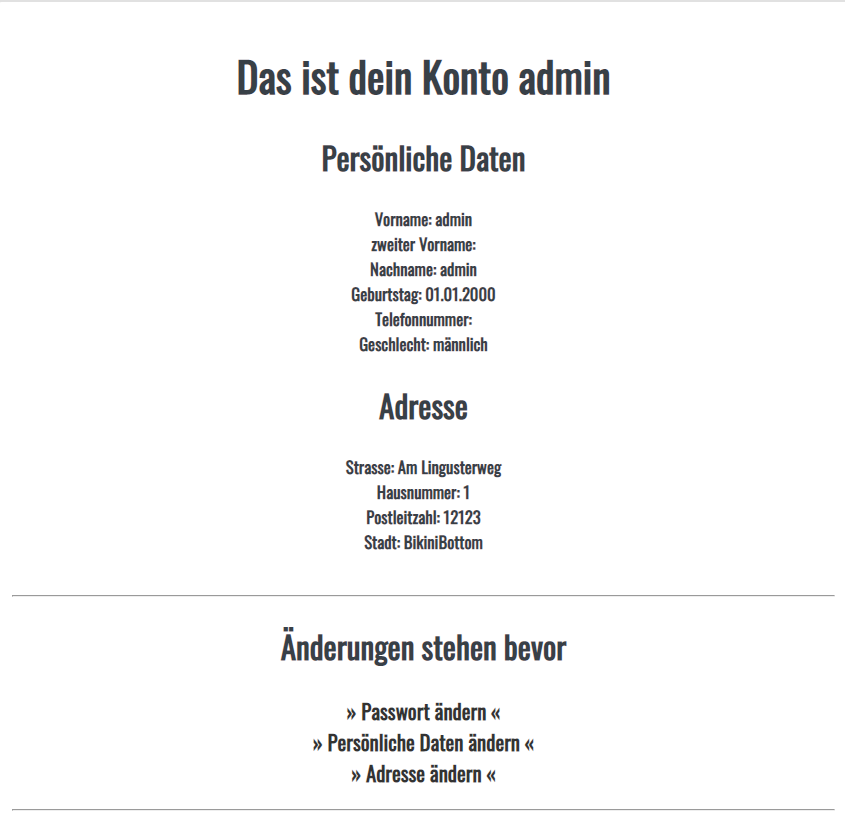 Das ist dein Konto admin
Persönliche Daten
Vorname: admin
zweiter Vorname:
Nachname: admin
Geburtstag: 01.01.2000
Telefonnummer:
Geschlecht: männlich
Adresse
Strasse: Am Lingusterweg
Hausnummer: 1
Postleitzahl: 12123
Stadt: BikiniBottom
Änderungen stehen bevor
» Passwort ändern «
» Persönliche Daten ändern «
» Adresse ändern «